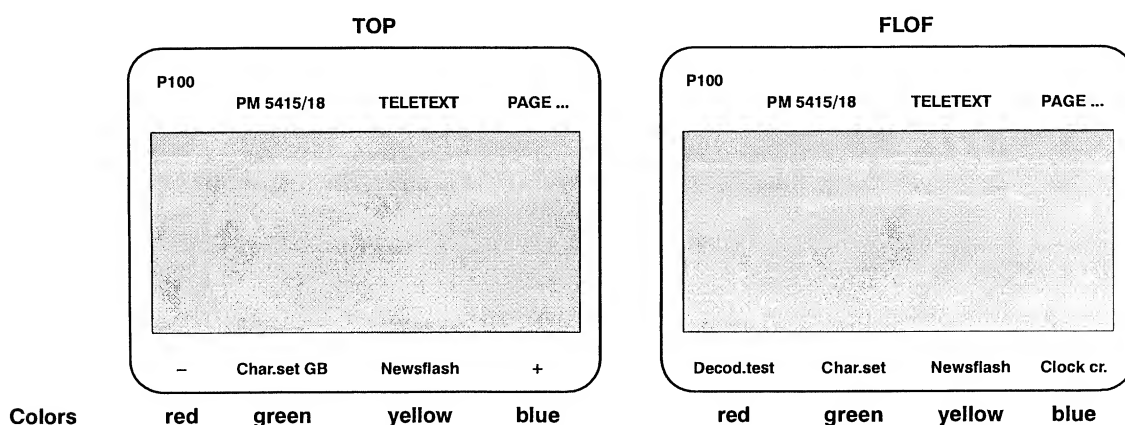 TOP
P100
PM 5415/18 TELETEXT PAGE ...
– Char.set GB Newsflash +
FLOF
P100
PM 5415/18 TELETEXT PAGE ...
Decod.test Char.set Newsflash Clock cr.
Colors red green yellow blue red green yellow blue